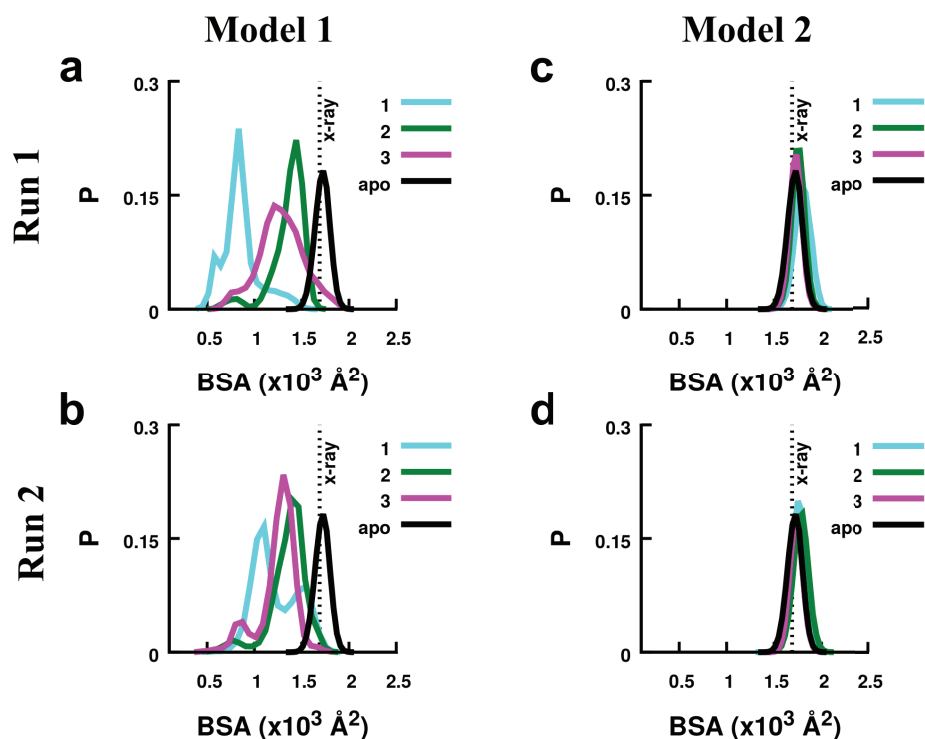 Model 1
Model 2
Run 1
Run 2
a
0.3
0.15
0
P
x-ray
1
2
3
apo
0.5 1 1.5 2 2.5
BSA (x10³ Å²)
c
0.3
0.15
0
P
x-ray
1
2
3
apo
0.5 1 1.5 2 2.5
BSA (x10³ Å²)
b
0.3
0.15
0
P
x-ray
1
2
3
apo
0.5 1 1.5 2 2.5
BSA (x10³ Å²)
d
0.3
0.15
0
P
x-ray
1
2
3
apo
0.5 1 1.5 2 2.5
BSA (x10³ Å²)